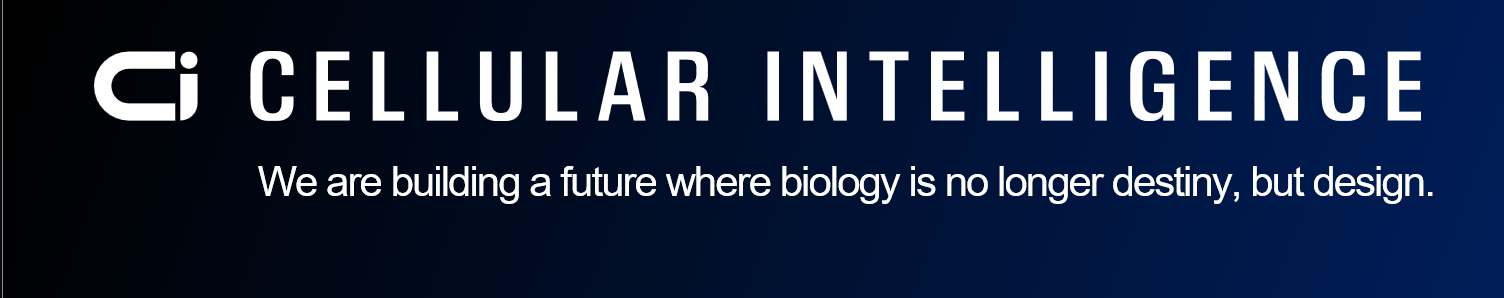 Ci CELLULAR INTELLIGENCE
We are building a future where biology is no longer destiny, but design.